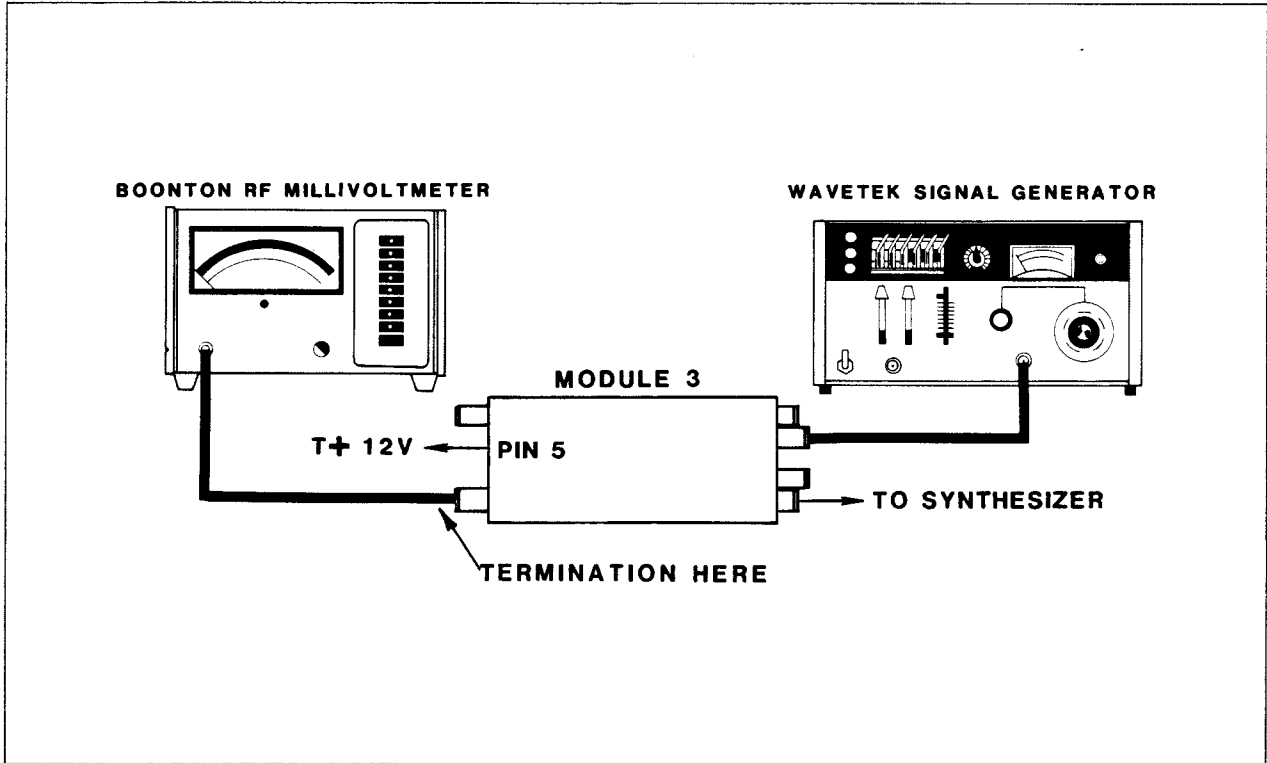 BOONTON RF MILLIVOLTMETER
WAVETEK SIGNAL GENERATOR
MODULE 3
T+ 12V
PIN 5
TO SYNTHESIZER
TERMINATION HERE